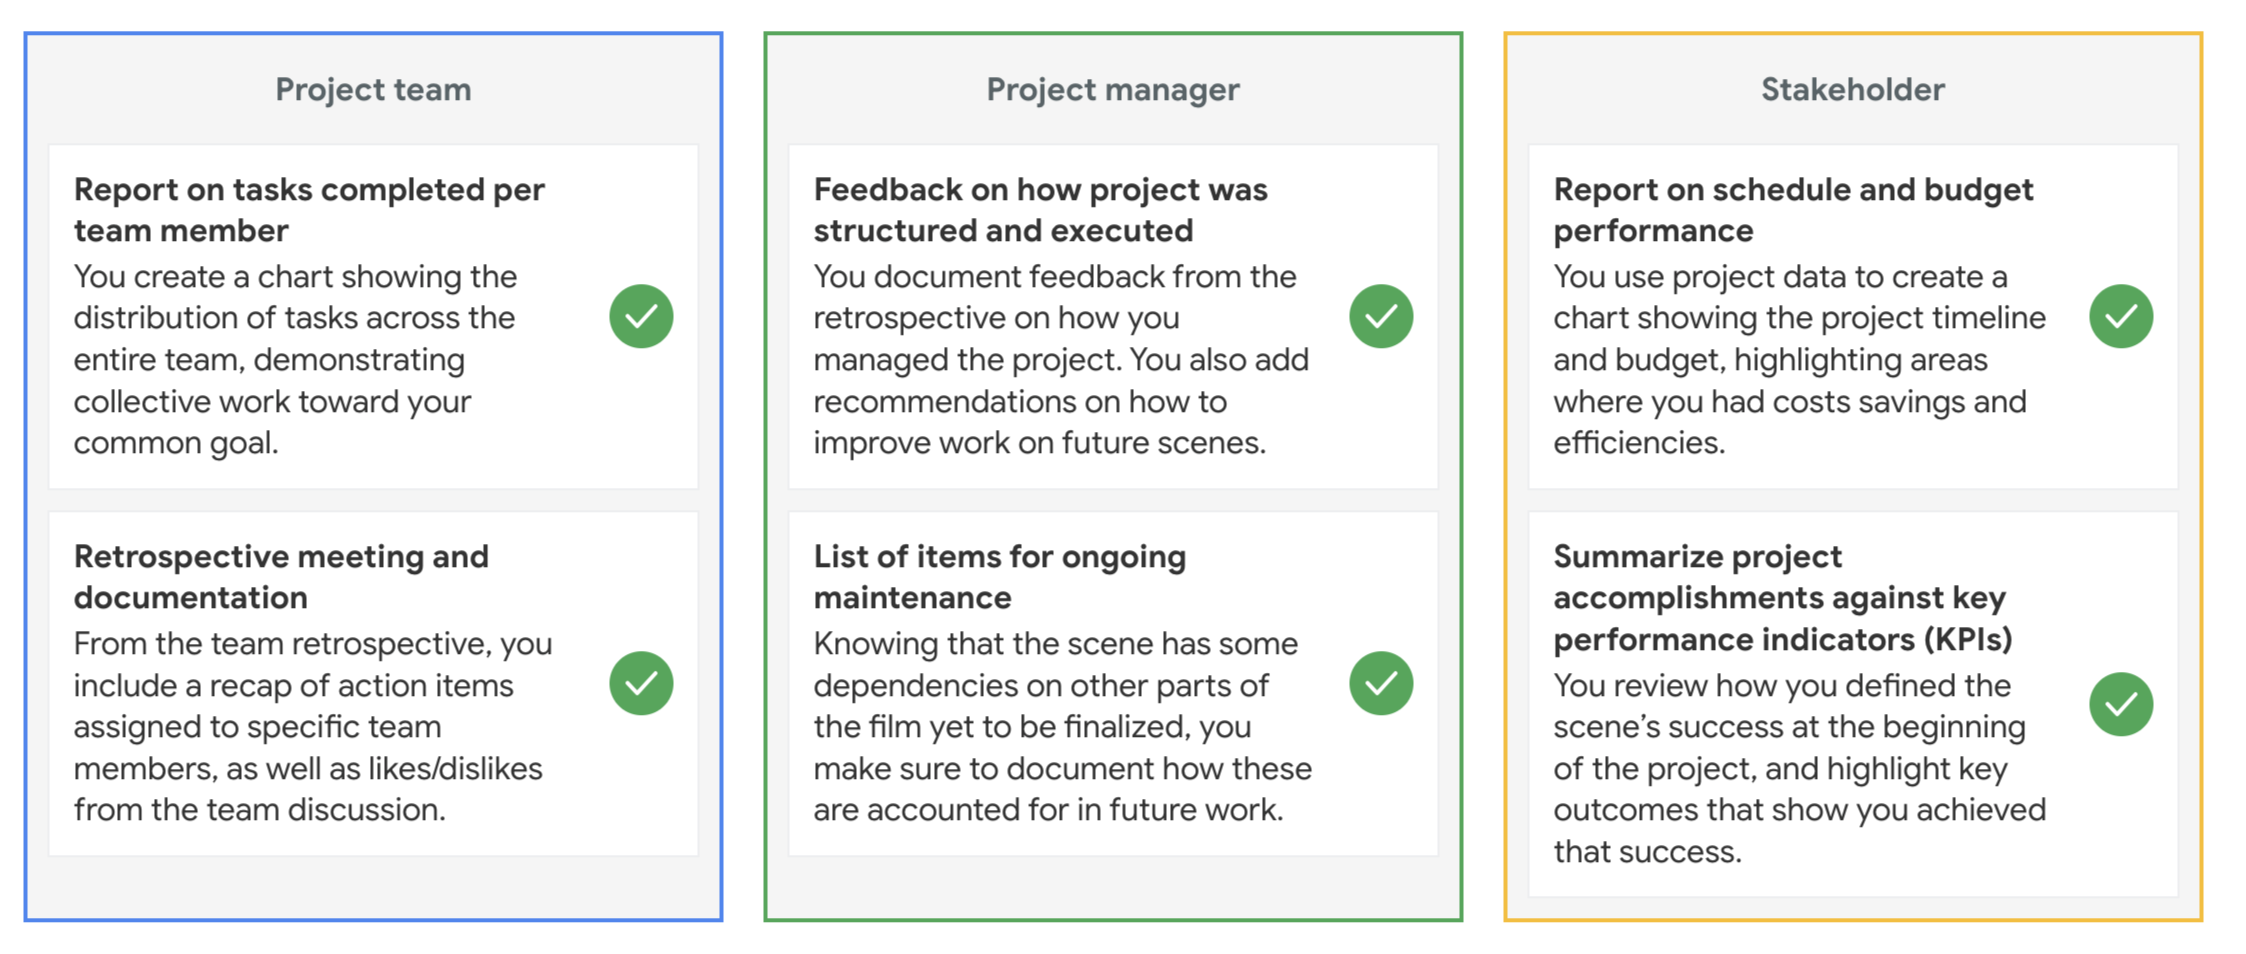 Project team
Report on tasks completed per
team member
You create a chart showing the
distribution of tasks across the
entire team, demonstrating
collective work toward your
common goal.
Retrospective meeting and
documentation
From the team retrospective, you
include a recap of action items
assigned to specific team
members, as well as likes/dislikes
from the team discussion.
Project manager
Feedback on how project was
structured and executed
You document feedback from the
retrospective on how you
managed the project. You also add
recommendations on how to
improve work on future scenes.
List of items for ongoing
maintenance
Knowing that the scene has some
dependencies on other parts of
the film yet to be finalized, you
make sure to document how these
are accounted for in future work.
Stakeholder
Report on schedule and budget
performance
You use project data to create a
chart showing the project timeline
and budget, highlighting areas
where you had costs savings and
efficiencies.
Summarize project
accomplishments against key
performance indicators (KPIs)
You review how you defined the
scene’s success at the beginning
of the project, and highlight key
outcomes that show you achieved
that success.